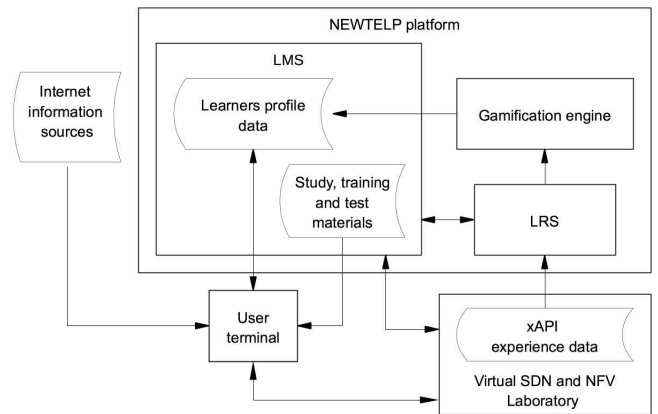 NEWTELP platform
LMS
Internet
information
sources
Learners profile
data
Gamification engine
Study, training
and test
materials
LRS
User
terminal
xAPI
experience data
Virtual SDN and NFV
Laboratory